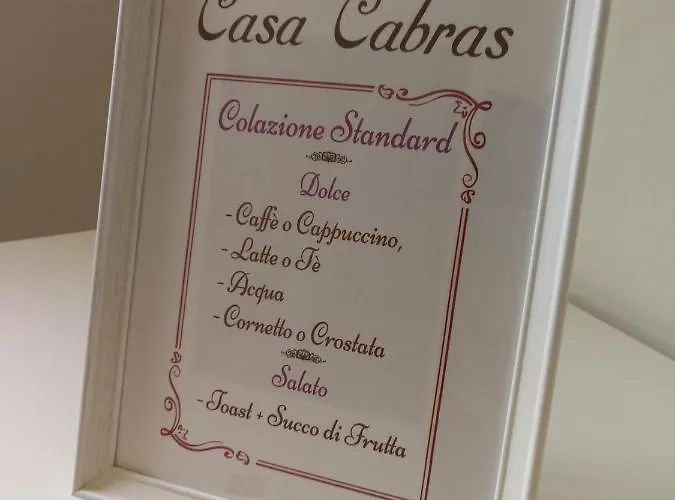 Casa Cabras
Colazione Standard
Dolce
- Caffè o Cappuccino,
- Latte o Tè
- Acqua
- Cornetto o Crostata
Salato
- Toast + Succo di Frutta